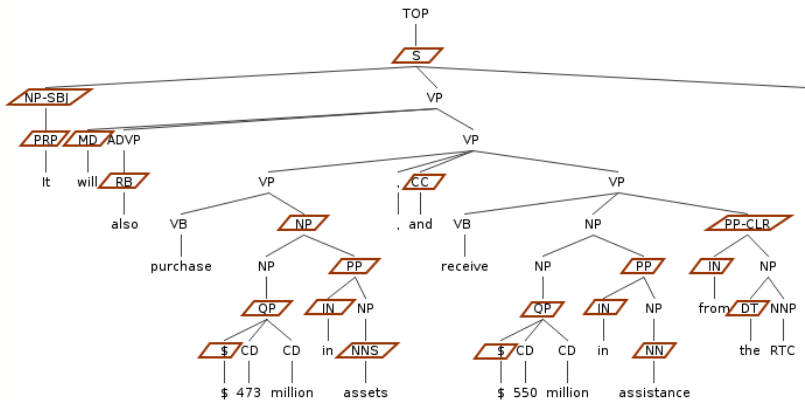 TOP
S
NP-SBJ VP
PRP MD ADVP VP
It will RB VP , CC VP
also VB NP , and VB NP PP-CLR
purchase NP PP receive NP PP IN NP
QP IN NP QP IN NP from DT NNP
$ CD CD in NNS $ CD CD in NN the RTC
$ 473 million assets $ 550 million assistance